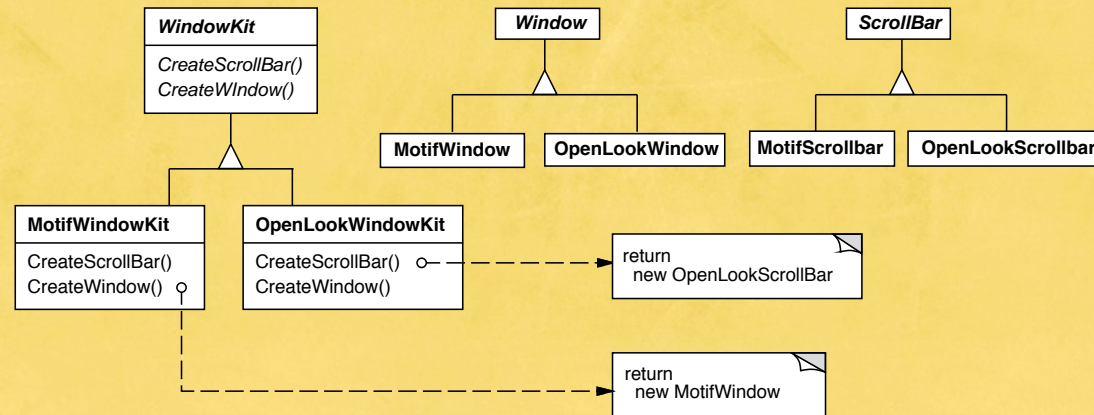 WindowKit
CreateScrollBar()
CreateWIndow()
Window
ScrollBar
MotifWindow
OpenLookWindow
MotifScrollbar
OpenLookScrollbar
MotifWindowKit
CreateScrollBar()
CreateWindow()
OpenLookWindowKit
CreateScrollBar()
CreateWindow()
return
new OpenLookScrollBar
return
new MotifWindow